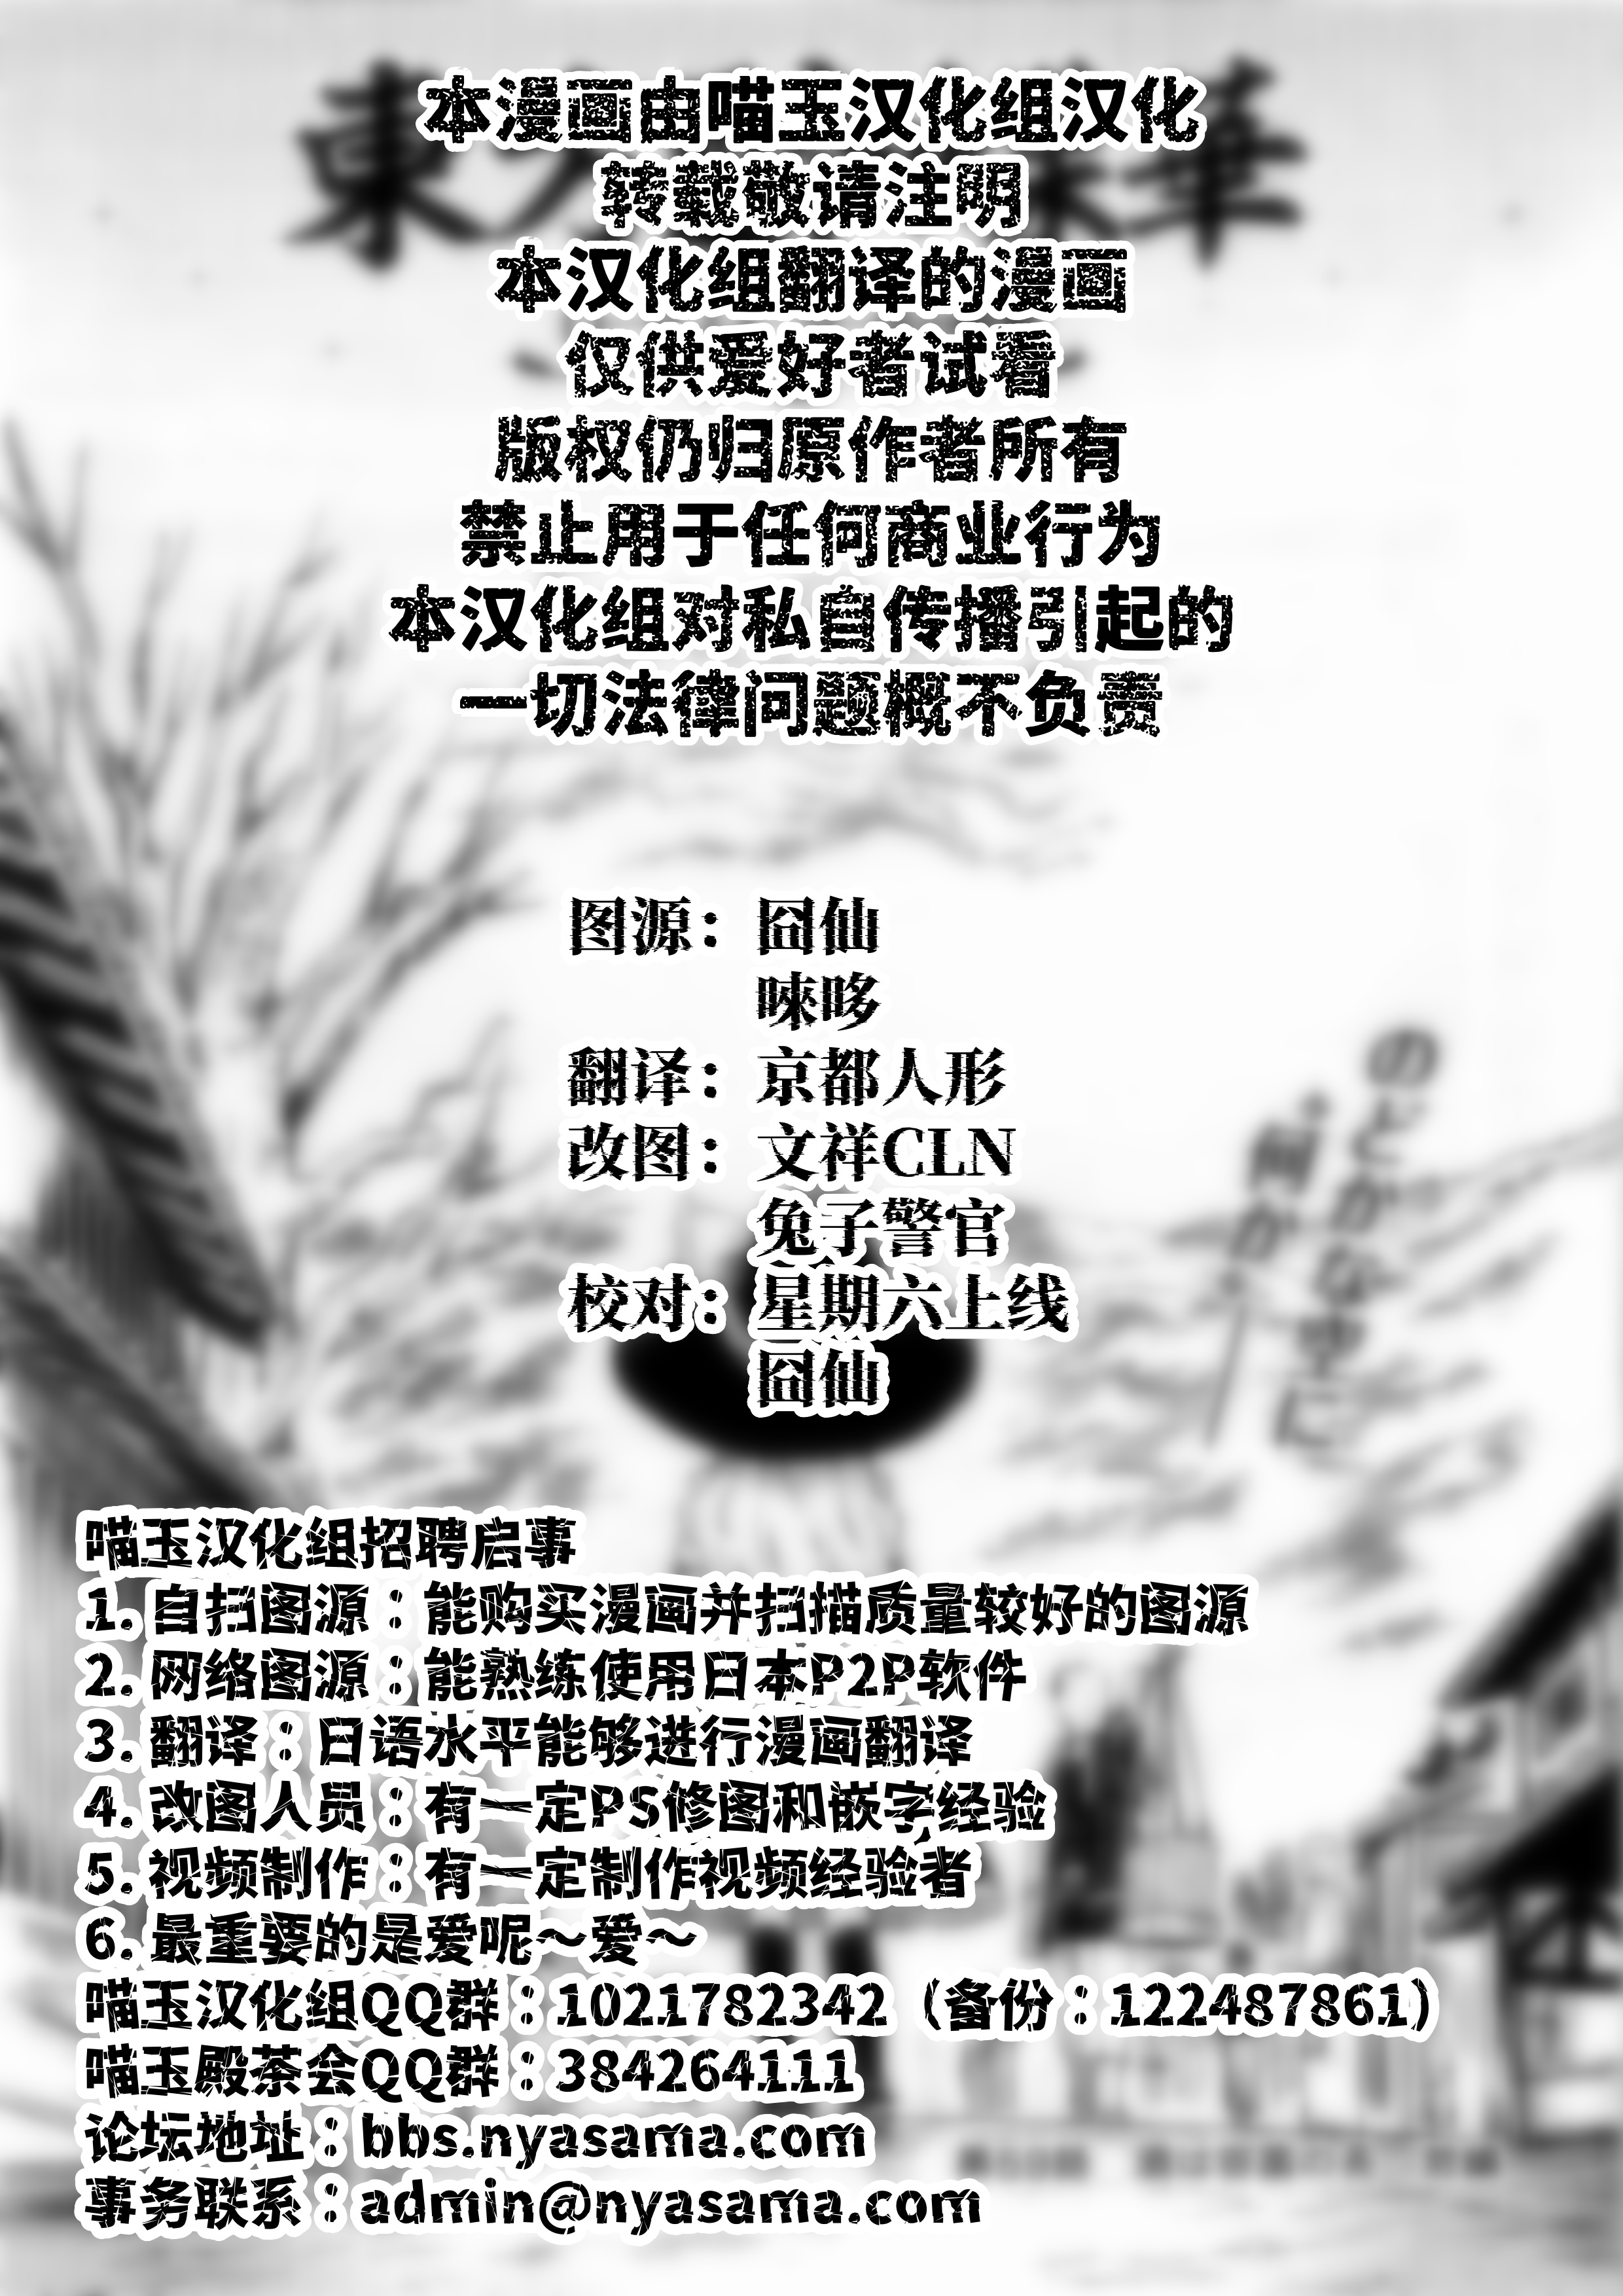 本漫画由喵玉汉化组汉化
转载敬请注明
本汉化组翻译的漫画
仅供爱好者试看
版权仍归原作者所有
禁止用于任何商业行为
本汉化组对私自传播引起的
一切法律问题概不负责
图源：囧仙
唻哆
翻译：京都人形
改图：文祥CLN
兔子警官
校对：星期六上线
囧仙
のどかな中に
何か
喵玉汉化组招聘启事
1. 自扫图源：能购买漫画并扫描质量较好的图源
2. 网络图源：能熟练使用日本P2P软件
3. 翻译：日语水平能够进行漫画翻译
4. 改图人员：有一定PS修图和嵌字经验
5. 视频制作：有一定制作视频经验者
6. 最重要的是爱呢～爱～
喵玉汉化组QQ群：1021782342（备份：122487861）
喵玉殿茶会QQ群：384264111
论坛地址：bbs.nyasama.com
事务联系：admin@nyasama.com